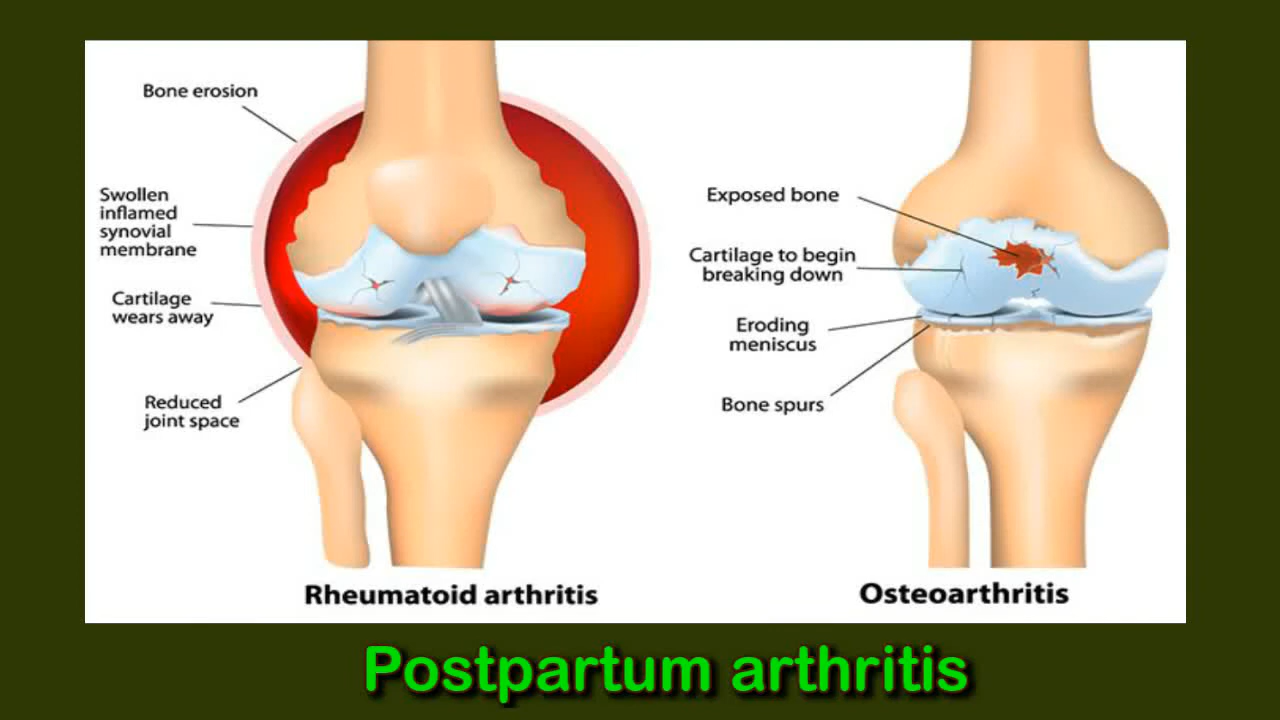 Bone erosion
Swollen
inflamed
synovial
membrane
Cartilage
wears away
Reduced
joint space
Rheumatoid arthritis
Exposed bone
Cartilage to begin
breaking down
Eroding
meniscus
Bone spurs
Osteoarthritis
Postpartum arthritis